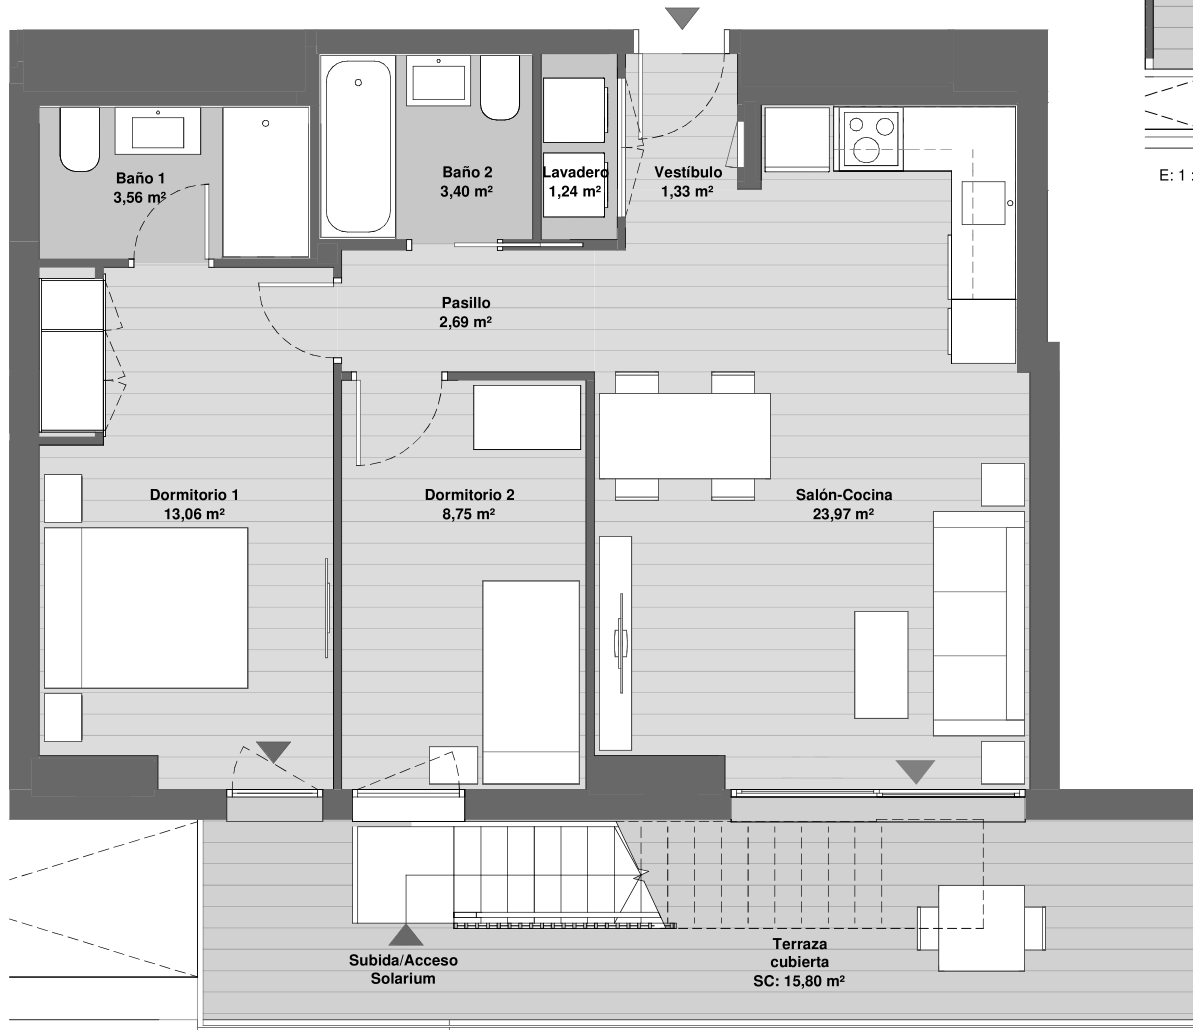 E: 1
Baño 1
3,56 m²
Baño 2
3,40 m²
Lavadero
1,24 m²
Vestíbulo
1,33 m²
Pasillo
2,69 m²
Dormitorio 1
13,06 m²
Dormitorio 2
8,75 m²
Salón-Cocina
23,97 m²
Subida/Acceso
Solarium
Terraza
cubierta
SC: 15,80 m²